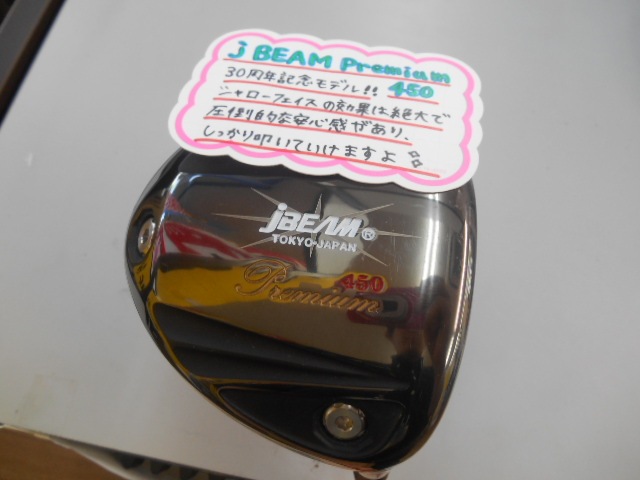 j BEAM Premium
30周年記念モデル!! 450
シャローフェイスの効果は絶大で
圧倒的な安心感があり、
しっかり叩いていけますよ!!
jBEAM®
TOKYO-JAPAN
450
Premium